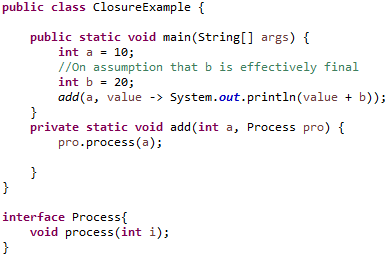 public class ClosureExample {
public static void main(String[] args) {
int a = 10;
//On assumption that b is effectively final
int b = 20;
add(a, value -> System.out.println(value + b));
}
private static void add(int a, Process pro) {
pro.process(a);
}
}
interface Process{
void process(int i);
}